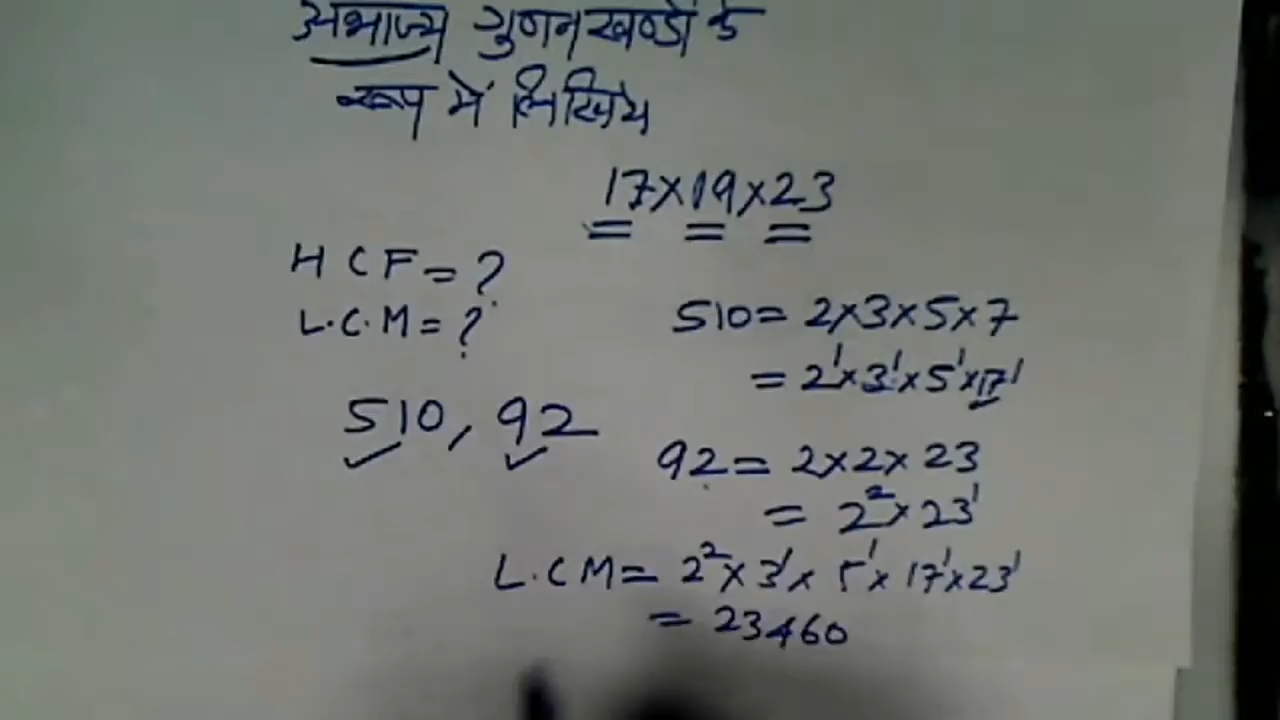 अभाज्य गुणनखण्डों के
रूप में लिखिये
17×19×23
HCF=?
L.C.M=?
510, 92
510= 2×3×5×7
= 2¹×3¹×5¹×17¹
92= 2×2×23
= 2²×23¹
L.C.M= 2²×3¹×5¹×17¹×23¹
= 23460